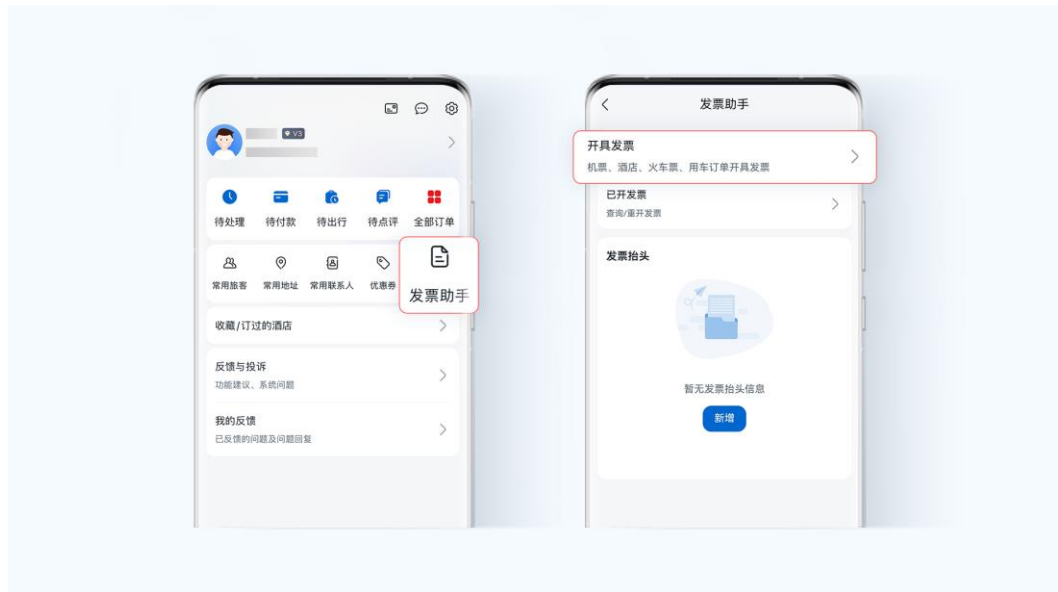 V3
待处理 待付款 待出行 待点评 全部订单
常用旅客 常用地址 常用联系人 优惠券 发票助手
收藏/订过的酒店
反馈与投诉
功能建议、系统问题
我的反馈
已反馈的问题及问题回复
发票助手
开具发票
机票、酒店、火车票、用车订单开具发票
已开发票
查询/重开发票
发票抬头
暂无发票抬头信息
新增